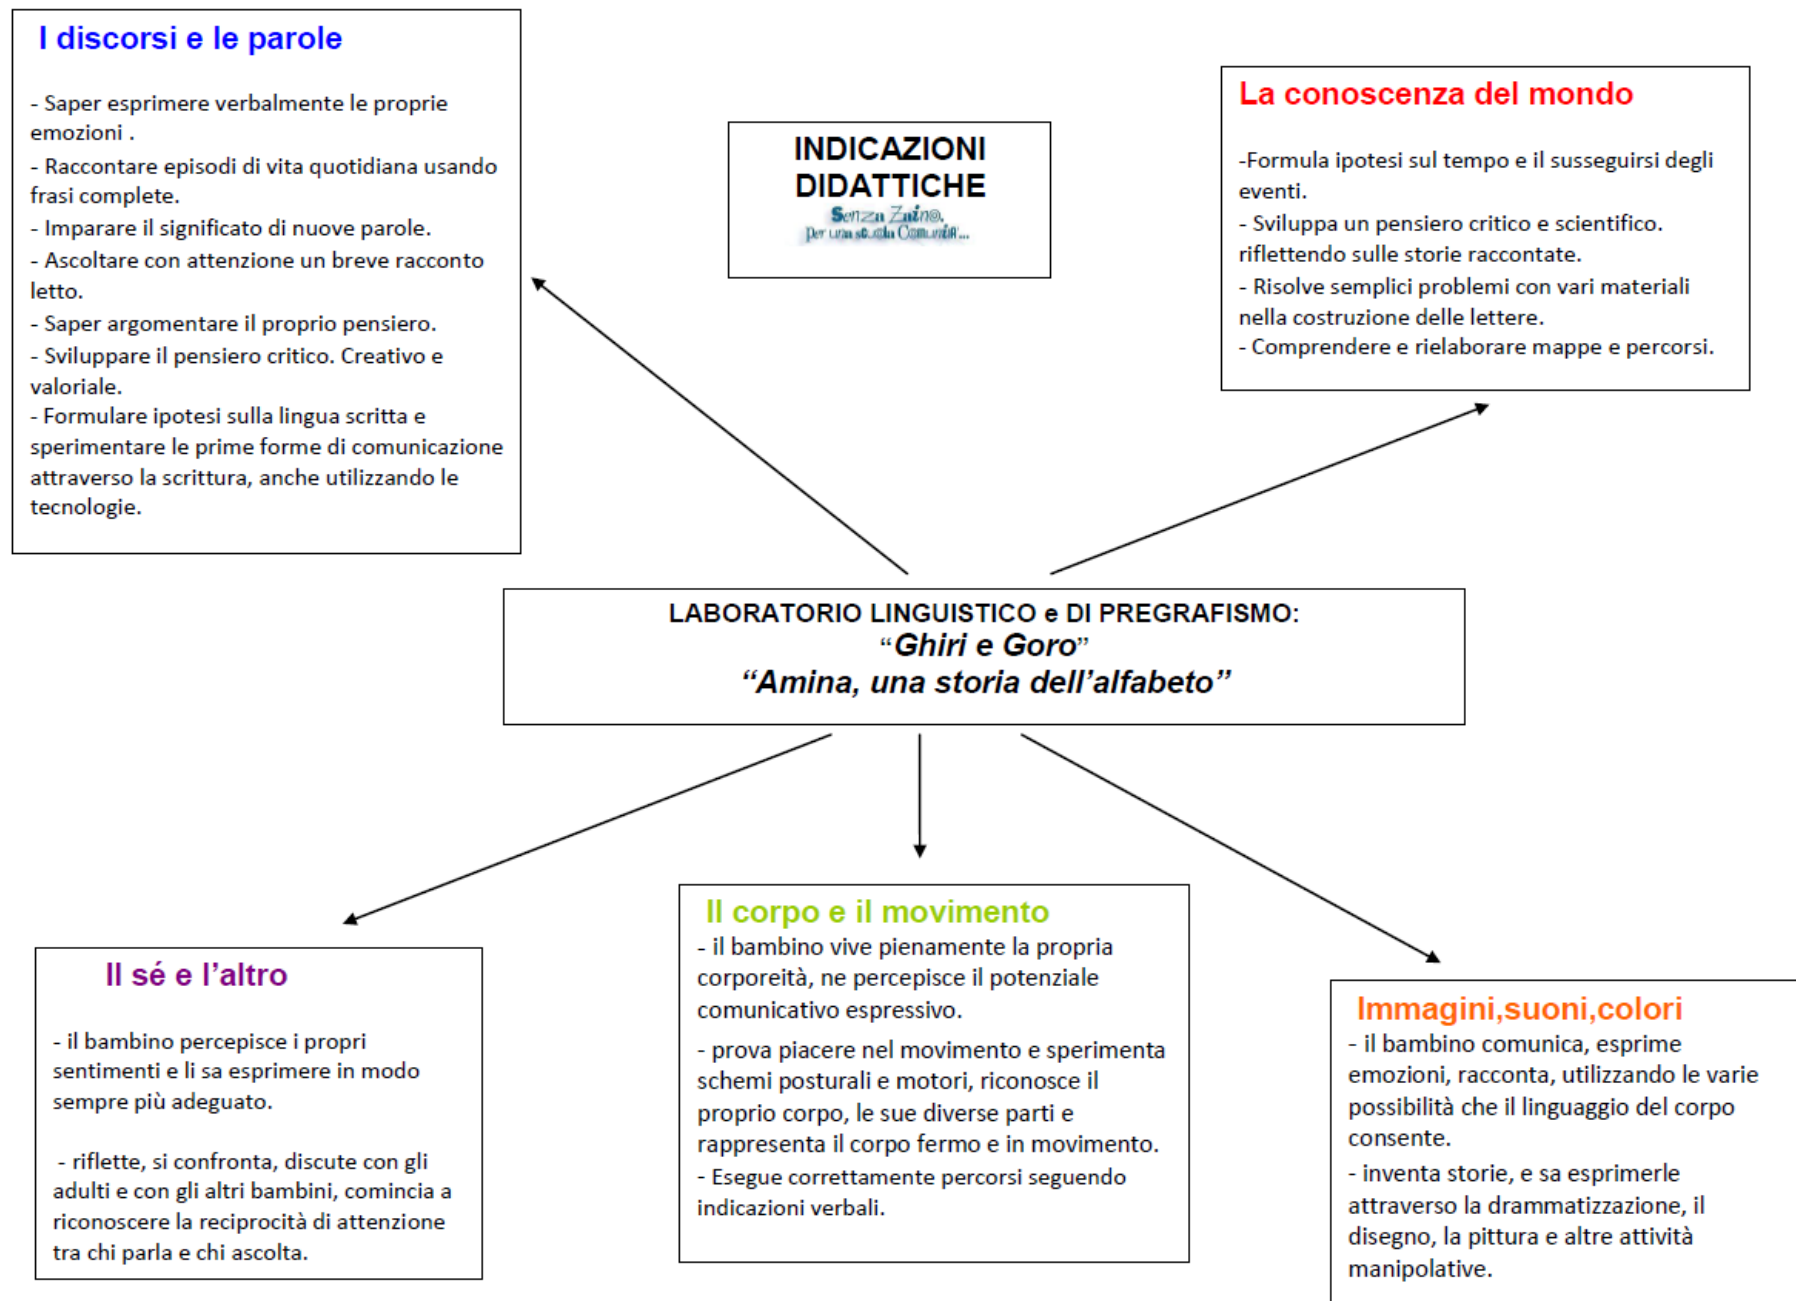 I discorsi e le parole
- Saper esprimere verbalmente le proprie
emozioni .
- Raccontare episodi di vita quotidiana usando
frasi complete.
- Imparare il significato di nuove parole.
- Ascoltare con attenzione un breve racconto
letto.
- Saper argomentare il proprio pensiero.
- Sviluppare il pensiero critico. Creativo e
valoriale.
- Formulare ipotesi sulla lingua scritta e
sperimentare le prime forme di comunicazione
attraverso la scrittura, anche utilizzando le
tecnologie.
INDICAZIONI
DIDATTICHE
Senza Zaino.
Per una scuola Comunità...
La conoscenza del mondo
-Formula ipotesi sul tempo e il susseguirsi degli
eventi.
- Sviluppa un pensiero critico e scientifico.
riflettendo sulle storie raccontate.
- Risolve semplici problemi con vari materiali
nella costruzione delle lettere.
- Comprendere e rielaborare mappe e percorsi.
LABORATORIO LINGUISTICO e DI PREGRAFISMO:
“Ghiri e Goro”
“Amina, una storia dell’alfabeto”
Il sé e l’altro
- il bambino percepisce i propri
sentimenti e li sa esprimere in modo
sempre più adeguato.
- riflette, si confronta, discute con gli
adulti e con gli altri bambini, comincia a
riconoscere la reciprocità di attenzione
tra chi parla e chi ascolta.
Il corpo e il movimento
- il bambino vive pienamente la propria
corporeità, ne percepisce il potenziale
comunicativo espressivo.
- prova piacere nel movimento e sperimenta
schemi posturali e motori, riconosce il
proprio corpo, le sue diverse parti e
rappresenta il corpo fermo e in movimento.
- Esegue correttamente percorsi seguendo
indicazioni verbali.
Immagini,suoni,colori
- il bambino comunica, esprime
emozioni, racconta, utilizzando le varie
possibilità che il linguaggio del corpo
consente.
- inventa storie, e sa esprimerle
attraverso la drammatizzazione, il
disegno, la pittura e altre attività
manipolative.